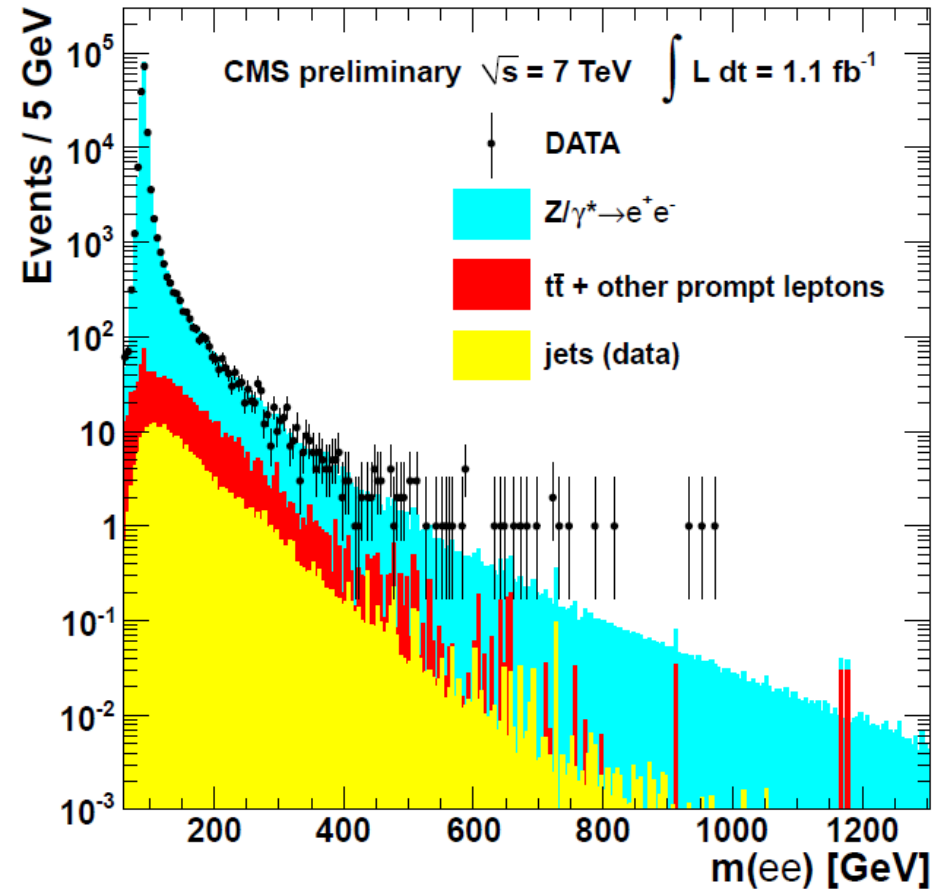 Events / 5 GeV
10⁵
10⁴
10³
10²
10
1
10⁻¹
10⁻²
10⁻³
CMS preliminary √s = 7 TeV ∫ L dt = 1.1 fb⁻¹
DATA
Z/γ*→e⁺e⁻
tt̄ + other prompt leptons
jets (data)
200 400 600 800 1000 1200
m(ee) [GeV]